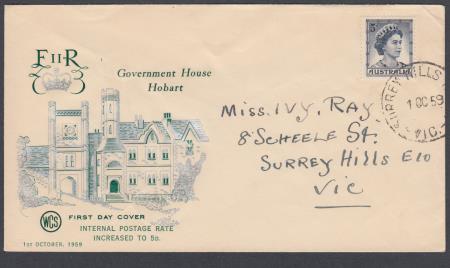 EIIR
Government House
Hobart
5D
AUSTRALIA
SURREY HILLS
1 OC 59
VIC.
Miss. IVY, RAY
8 SCHEELE St.
SURREY HILLS E10
VIC
WCS
FIRST DAY COVER
INTERNAL POSTAGE RATE
INCREASED TO 5D.
1ST OCTOBER, 1959